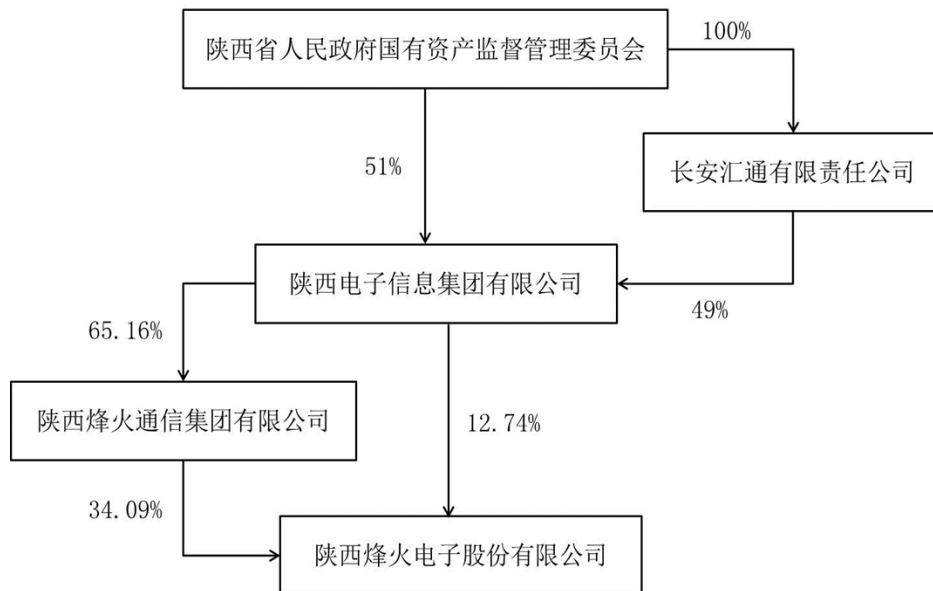 陕西省人民政府国有资产监督管理委员会
100%
51%
长安汇通有限责任公司
陕西电子信息集团有限公司
49%
65.16%
陕西烽火通信集团有限公司
12.74%
34.09%
陕西烽火电子股份有限公司